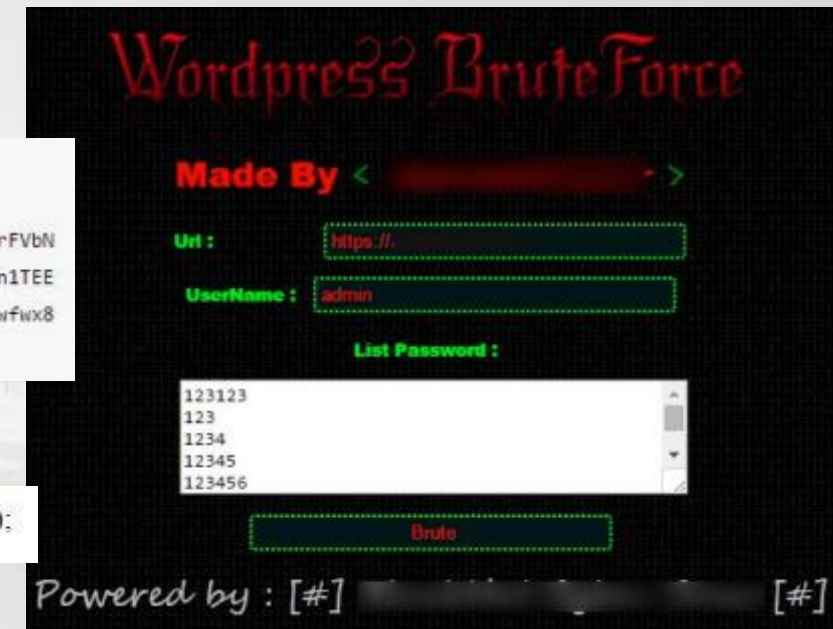 Wordpress BruteForce
Made By < >
rFVbN
n1TEE
wfwx8
Url :
https://.
UserName :
admin
List Password :
123123
123
1234
12345
123456
):
Brute
Powered by : [#] [#]